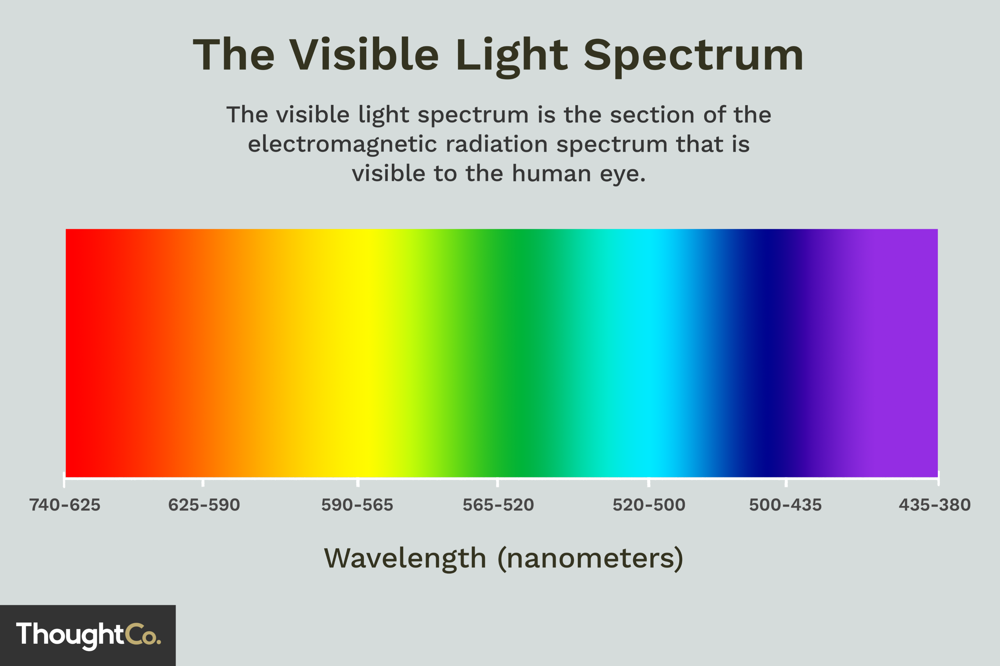 The Visible Light Spectrum
The visible light spectrum is the section of the
electromagnetic radiation spectrum that is
visible to the human eye.
740-625 625-590 590-565 565-520 520-500 500-435 435-380
Wavelength (nanometers)
ThoughtCo.